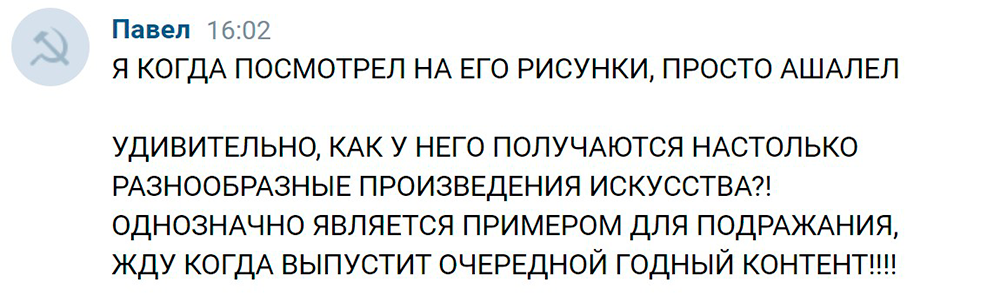 Павел 16:02
Я КОГДА ПОСМОТРЕЛ НА ЕГО РИСУНКИ, ПРОСТО АШАЛЕЛ
УДИВИТЕЛЬНО, КАК У НЕГО ПОЛУЧАЮТСЯ НАСТОЛЬКО
РАЗНООБРАЗНЫЕ ПРОИЗВЕДЕНИЯ ИСКУССТВА?!
ОДНОЗНАЧНО ЯВЛЯЕТСЯ ПРИМЕРОМ ДЛЯ ПОДРАЖАНИЯ,
ЖДУ КОГДА ВЫПУСТИТ ОЧЕРЕДНОЙ ГОДНЫЙ КОНТЕНТ!!!!